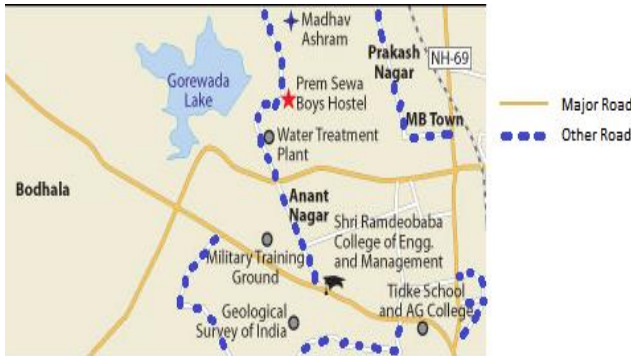 Madhav
Ashram
Prakash
Nagar
NH-69
Gorewada
Lake
Prem Sewa
Boys Hostel
MB Town
Water Treatment
Plant
Bodhala
Anant
Nagar
Shri Ramdeobaba
College of Engg.
and Management
Military Training
Ground
Tidke School
and AG College
Geological
Survey of India
Major Road
Other Road